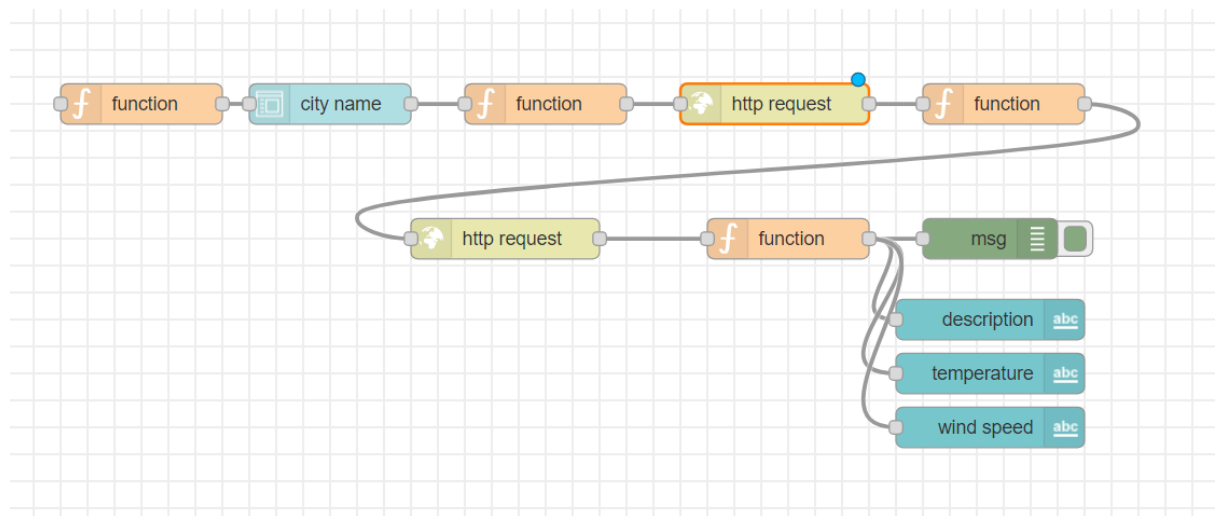 function
city name
function
http request
function
http request
function
msg
description abc
temperature abc
wind speed abc